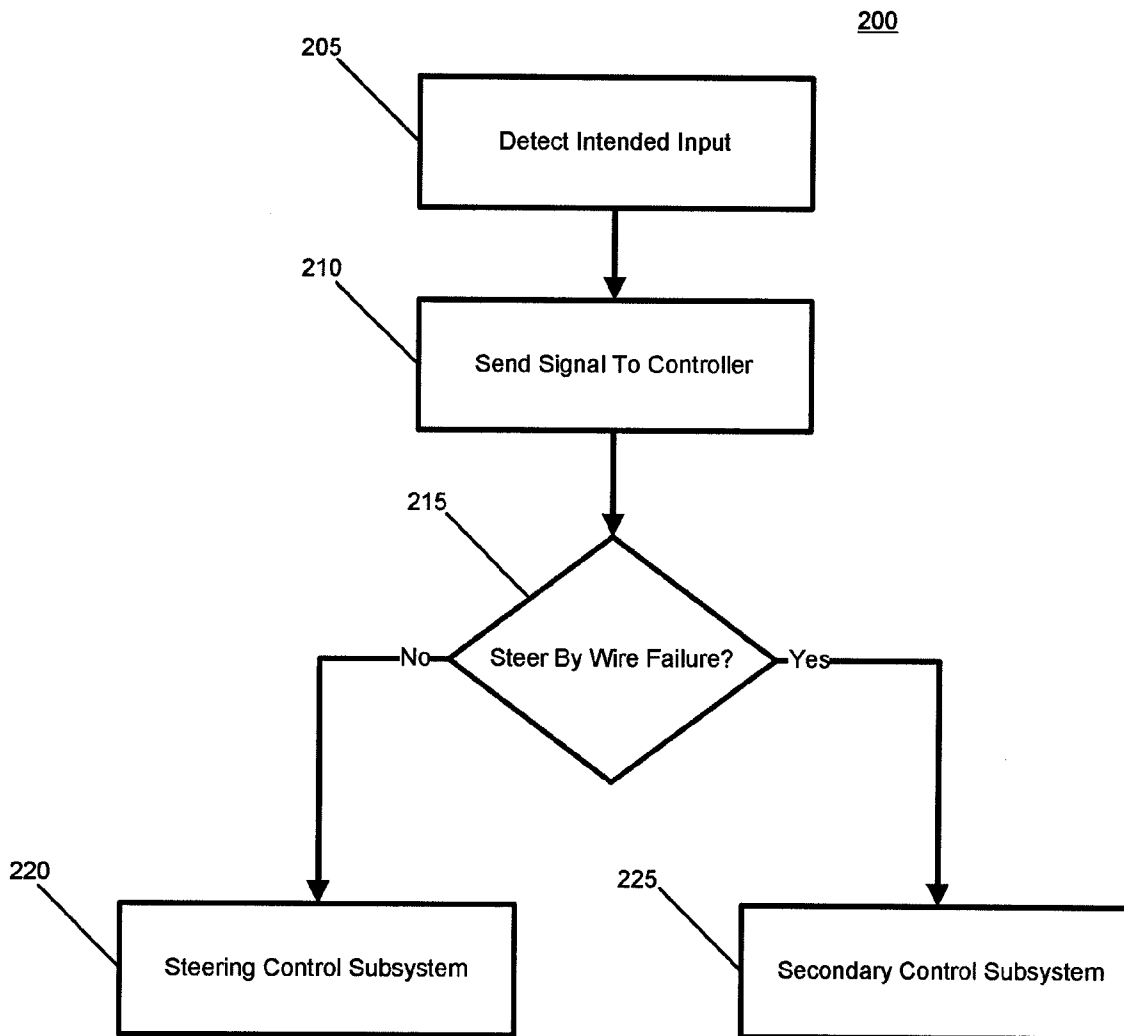 200
205
Detect Intended Input
210
Send Signal To Controller
215
No
Steer By Wire Failure?
Yes
220
Steering Control Subsystem
225
Secondary Control Subsystem